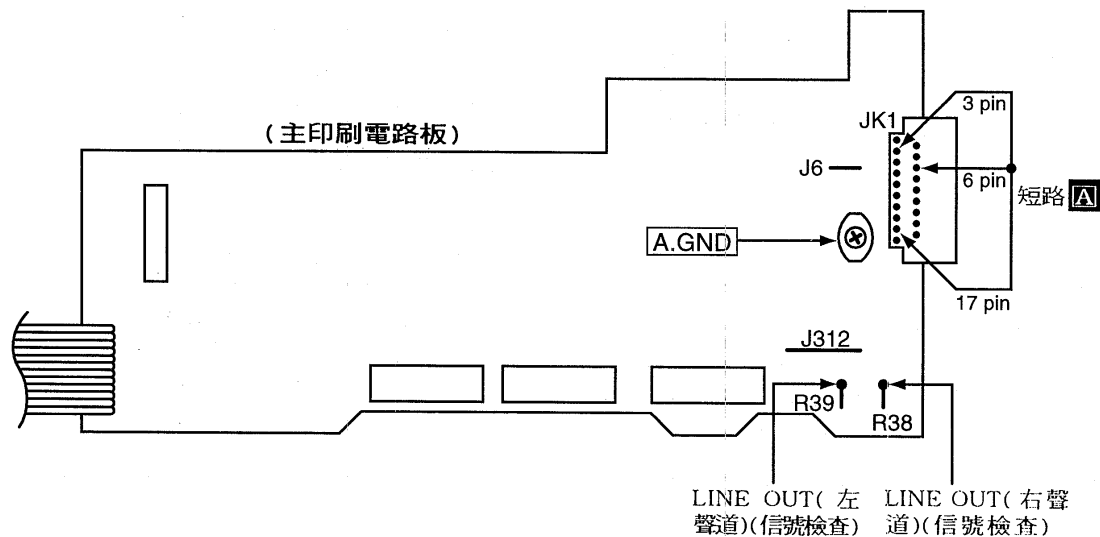 (主印刷電路板)
3 pin
JK1
J6
6 pin
短路 A
A.GND
17 pin
J312
R39
R38
LINE OUT( 左
聲道)(信號檢查)
LINE OUT( 右聲
道)(信號檢查)